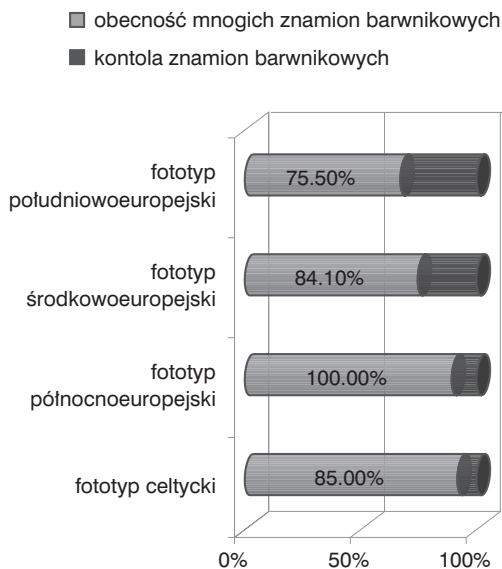 obecność mnogich znamion barwnikowych
kontola znamion barwnikowych
fototyp
południowoeuropejski
75.50%
fototyp
środkowoeuropejski
84.10%
fototyp
północnoeuropejski
100.00%
fototyp celtycki
85.00%
0%
50%
100%